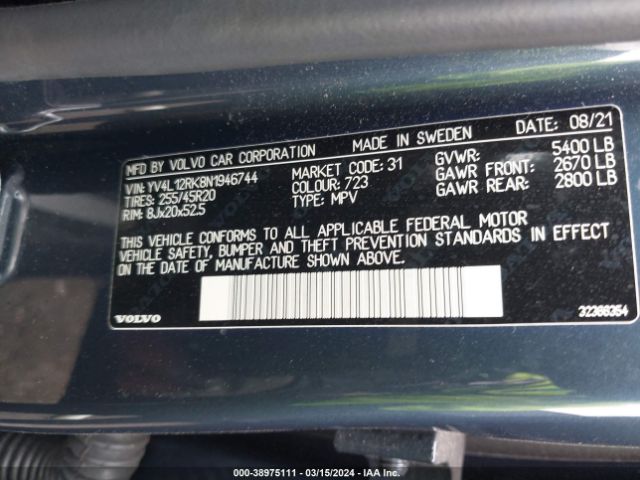 MFD BY VOLVO CAR CORPORATION MADE IN SWEDEN DATE: 08/21
VIN: YV4L12RK8N1946744 MARKET CODE: 31 GVWR: 5400 LB
TIRES: 255/45R20 COLOUR: 723 GAWR FRONT: 2670 LB
RIM: 8Jx20x52.5 TYPE: MPV GAWR REAR: 2800 LB
THIS VEHICLE CONFORMS TO ALL APPLICABLE FEDERAL MOTOR
VEHICLE SAFETY, BUMPER AND THEFT PREVENTION STANDARDS IN EFFECT
ON THE DATE OF MANUFACTURE SHOWN ABOVE.
VOLVO 32366354
000-38975111 - 03/15/2024 - IAA Inc.